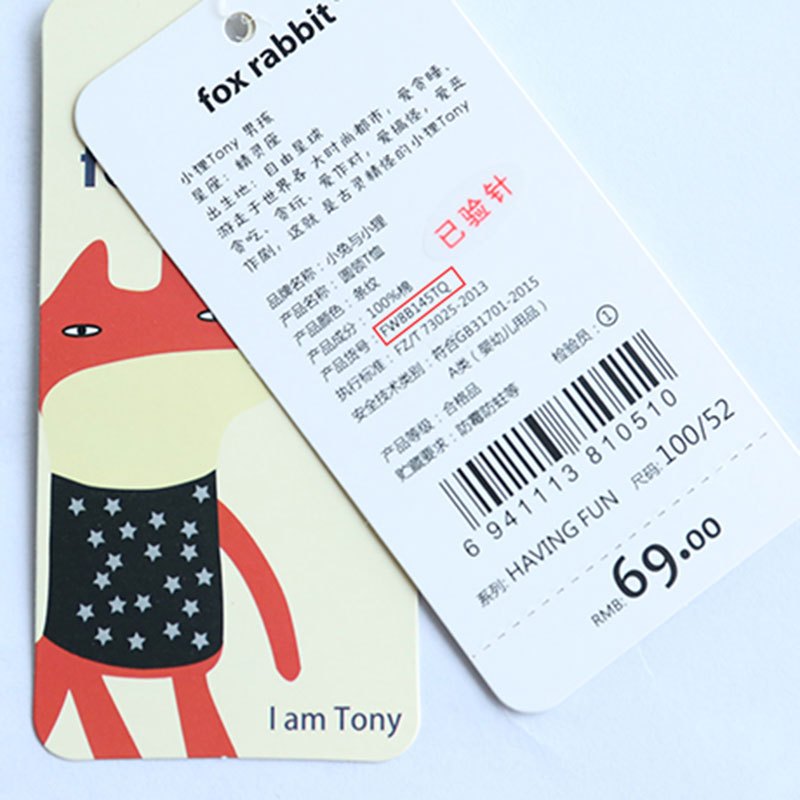 fox rabbit
小狸Tony 男孩
星座：精灵座
出生地：自由星球
游走于世界各大时尚都市，爱贪睡、
贪吃、贪玩、爱作对，爱搞怪，爱恶
作剧，这就是古灵精怪的小狸Tony
已验针
品牌名称：小兔与小狸
产品名称：圆领T恤
产品颜色：条纹
产品成分：100%棉
产品货号：FW8B145TQ
执行标准：FZ/T 73025-2013
安全技术类别：符合GB31701-2015
A类（婴幼儿用品）
产品等级：合格品
检验员：①
贮藏要求：防霉防蛀等
6 941113 810510
系列: HAVING FUN
尺码: 100/52
RMB: 69.00
I am Tony